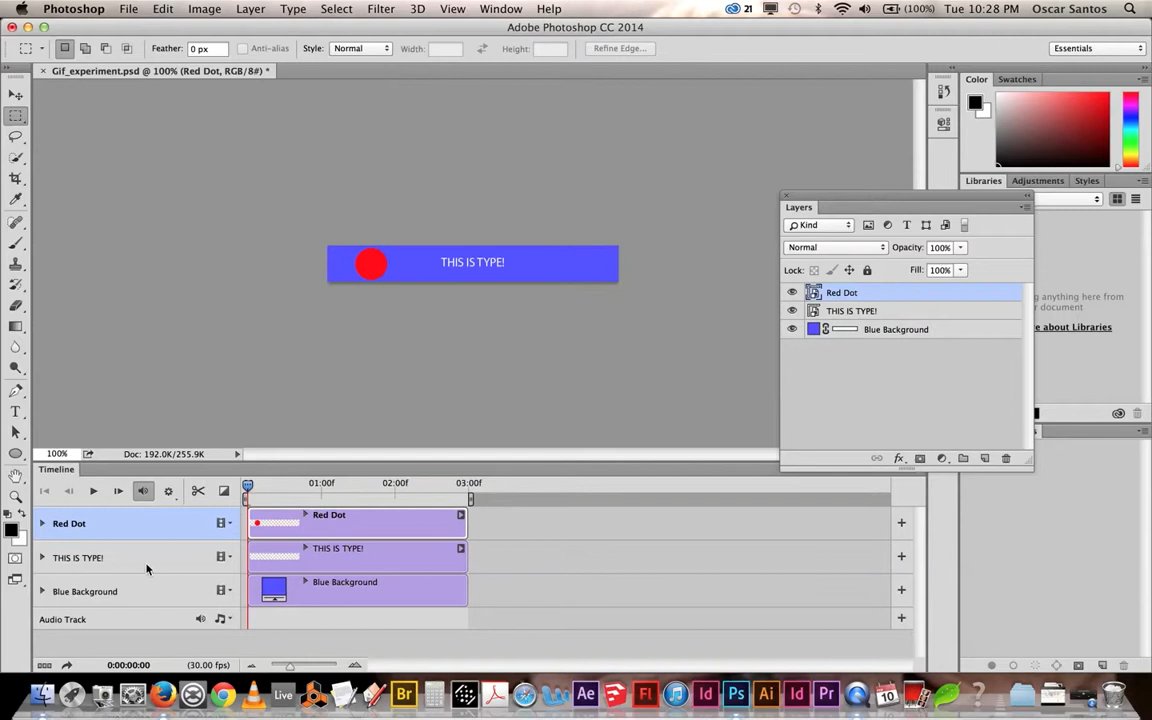 Photoshop File Edit Image Layer Type Select Filter 3D View Window Help 21 (100%) Tue 10:28 PM Oscar Santos
Adobe Photoshop CC 2014
Feather: 0 px Anti-alias Style: Normal Width: Height: Refine Edge... Essentials
× Gif_experiment.psd @ 100% (Red Dot, RGB/8#) *
Color Swatches
THIS IS TYPE!
Libraries Adjustments Styles
Layers
Kind
Normal Opacity: 100%
Lock: Fill: 100%
Red Dot
THIS IS TYPE!
Blue Background
anything here from
document
about Libraries
100% Doc: 192.0K/255.9K
Timeline
01:00f 02:00f 03:00f
Red Dot Red Dot
THIS IS TYPE! THIS IS TYPE!
Blue Background Blue Background
Audio Track
0:00:00:00 (30.00 fps)
Live Br Ae Fl Id Ps Ai Id Pr 10